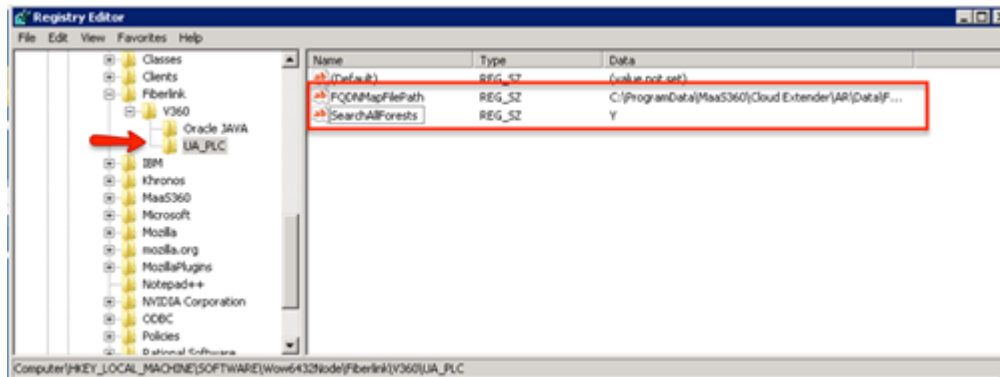 Registry Editor
File Edit View Favorites Help
Classes
Clients
Fiberlink
V360
Oracle JAVA
UA_PLC
IBM
Khronos
MaaS360
Microsoft
Mozilla
mozilla.org
MozillaPlugins
Notepad++
NVIDIA Corporation
ODBC
Policies
Rational Software
Name Type Data
(Default) REG_SZ (value not set)
FQDNMapFilePath REG_SZ C:\ProgramData\MaaS360\Cloud Extender\AR\Data\F...
SearchAllForests REG_SZ Y
Computer\HKEY_LOCAL_MACHINE\SOFTWARE\Wow6432Node\Fiberlink\V360\UA_PLC